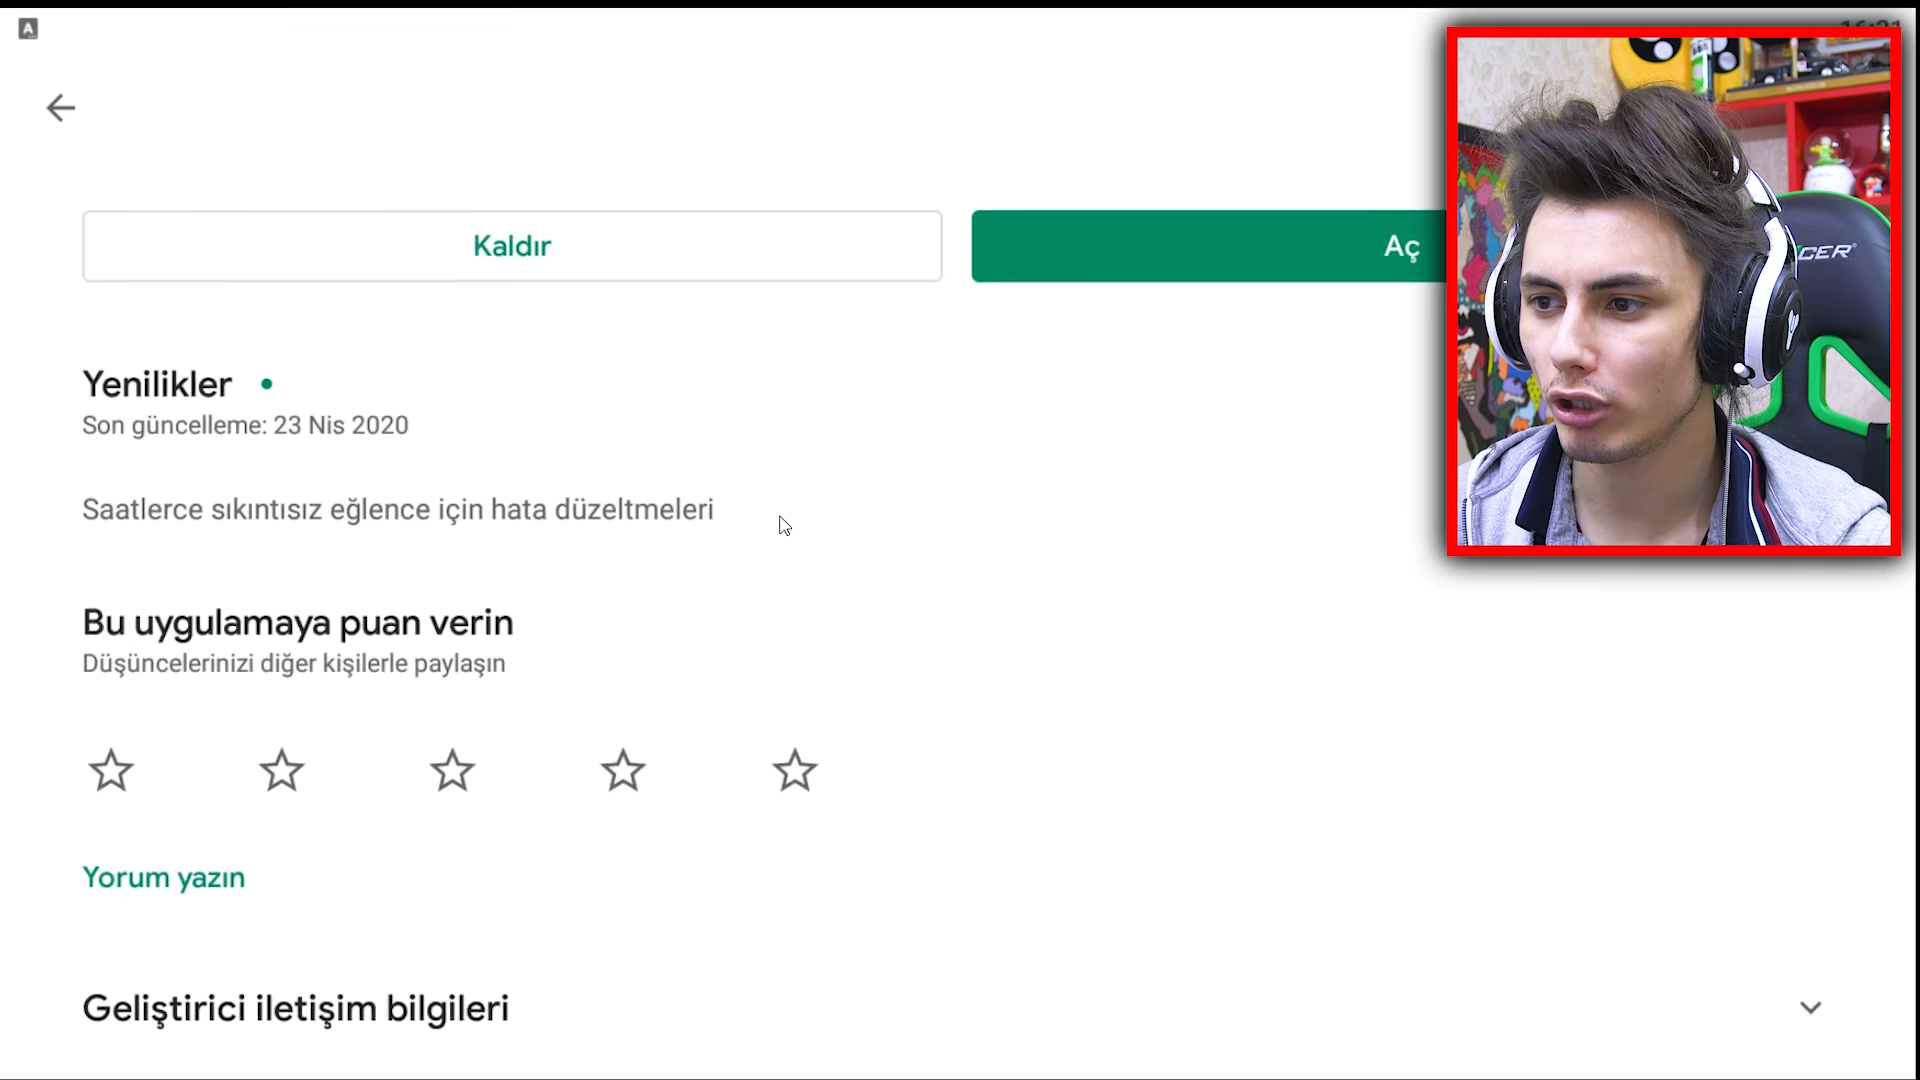 A
Kaldır
Aç
Yenilikler
Son güncelleme: 23 Nis 2020
Saatlerce sıkıntısız eğlence için hata düzeltmeleri
Bu uygulamaya puan verin
Düşüncelerinizi diğer kişilerle paylaşın
Yorum yazın
Geliştirici iletişim bilgileri